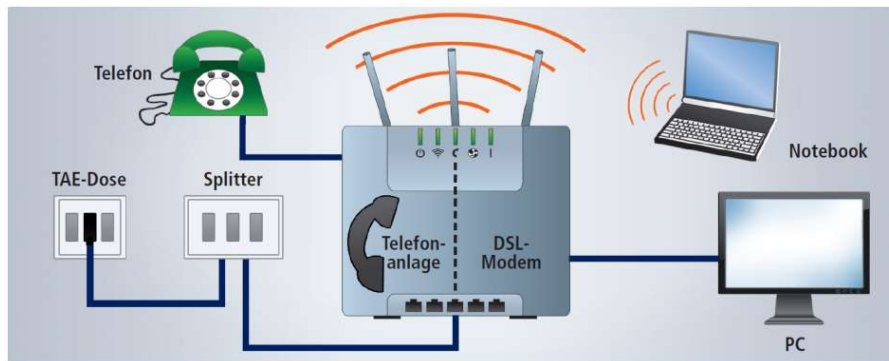 Telefon
TAE-Dose
Splitter
Telefon-
anlage
DSL-
Modem
Notebook
PC